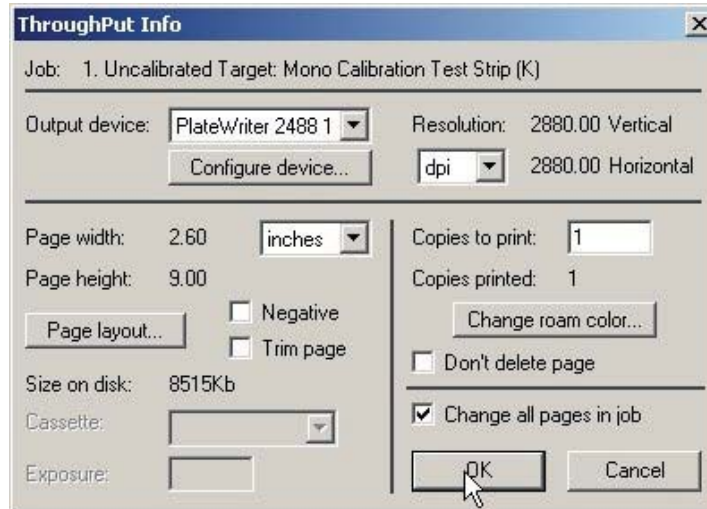 ThroughPut Info
Job: 1. Uncalibrated Target: Mono Calibration Test Strip (K)
Output device: PlateWriter 2488 1
Configure device...
Resolution: 2880.00 Vertical
dpi 2880.00 Horizontal
Page width: 2.60 inches
Page height: 9.00
Negative
Page layout...
Trim page
Size on disk: 8515Kb
Cassette:
Exposure:
Copies to print: 1
Copies printed: 1
Change roam color...
Don't delete page
Change all pages in job
OK Cancel